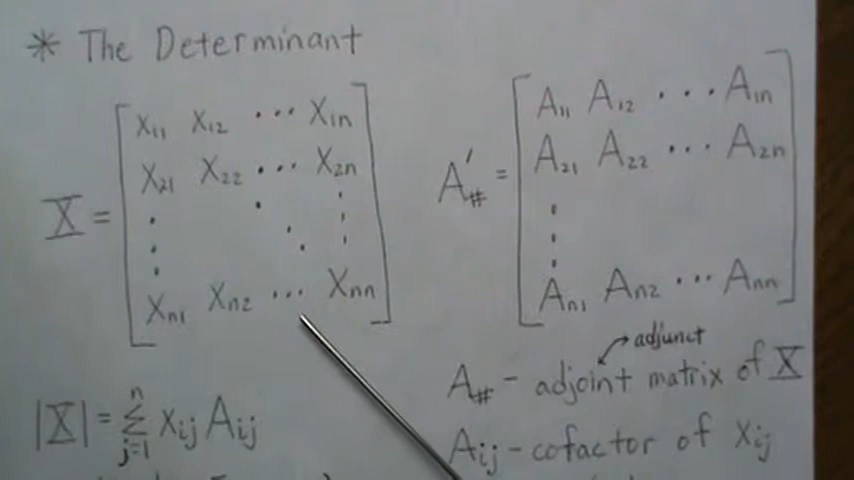 * The Determinant
X = [ x11 x12 ... x1n
x21 x22 ... x2n
xn1 xn2 ... xnn ]
A'# = [ A11 A12 ... A1n
A21 A22 ... A2n
An1 An2 ... Ann ]
adjunct
A# - adjoint matrix of X
|X| = n Σ j=1 xij Aij
Aij - cofactor of xij